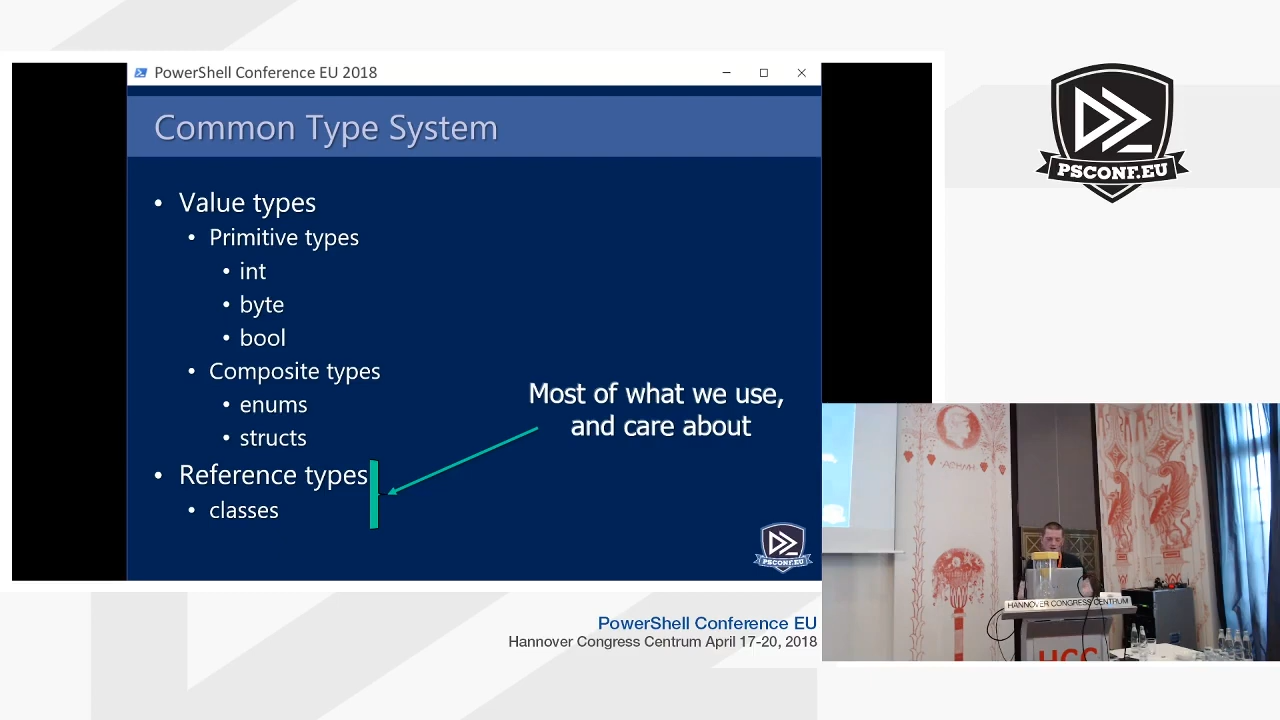 PowerShell Conference EU 2018
Common Type System
• Value types
• Primitive types
• int
• byte
• bool
• Composite types
• enums
• structs
• Reference types
• classes
Most of what we use,
and care about
PSCONF.EU
PSCONF.EU
HANNOVER CONGRESS CENTRUM
HCC
PowerShell Conference EU
Hannover Congress Centrum April 17-20, 2018